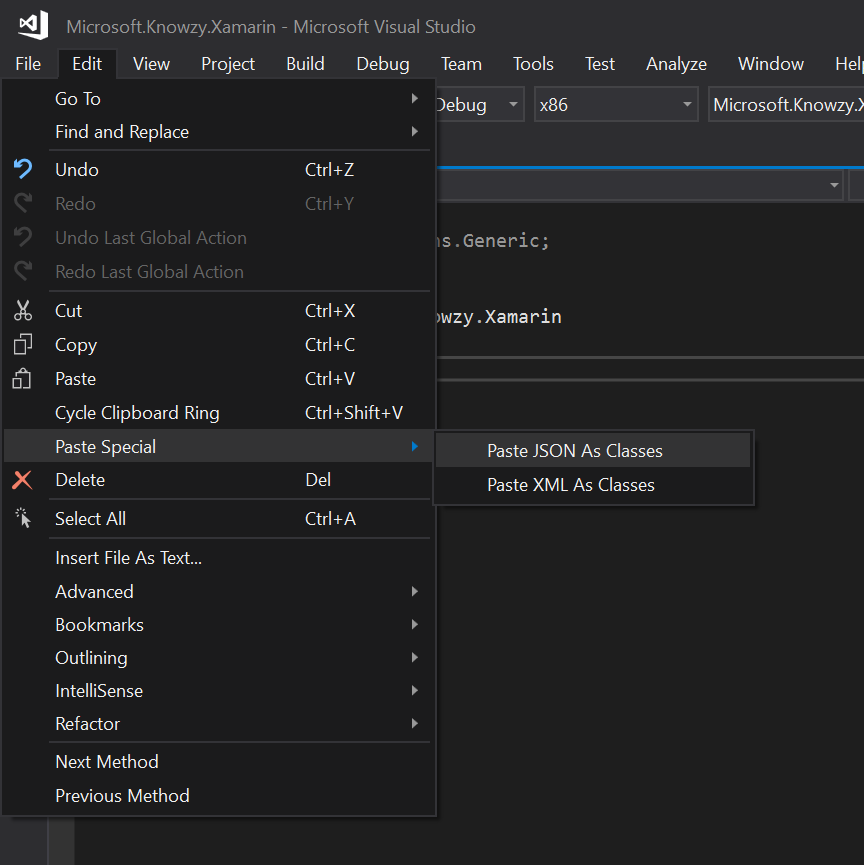 Microsoft.Knowzy.Xamarin - Microsoft Visual Studio
File Edit View Project Build Debug Team Tools Test Analyze Window Help
Debug x86 Microsoft.Knowzy.X
Go To
Find and Replace
Undo Ctrl+Z
Redo Ctrl+Y
ns.Generic;
Undo Last Global Action
Redo Last Global Action
Cut Ctrl+X
owzy.Xamarin
Copy Ctrl+C
Paste Ctrl+V
Cycle Clipboard Ring Ctrl+Shift+V
Paste Special
Paste JSON As Classes
Paste XML As Classes
Delete Del
Select All Ctrl+A
Insert File As Text...
Advanced
Bookmarks
Outlining
IntelliSense
Refactor
Next Method
Previous Method